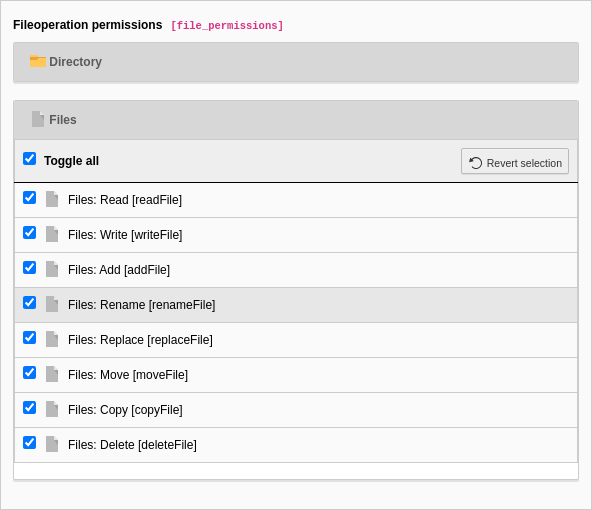 Fileoperation permissions [file_permissions]
Directory
Files
Toggle all Revert selection
Files: Read [readFile]
Files: Write [writeFile]
Files: Add [addFile]
Files: Rename [renameFile]
Files: Replace [replaceFile]
Files: Move [moveFile]
Files: Copy [copyFile]
Files: Delete [deleteFile]